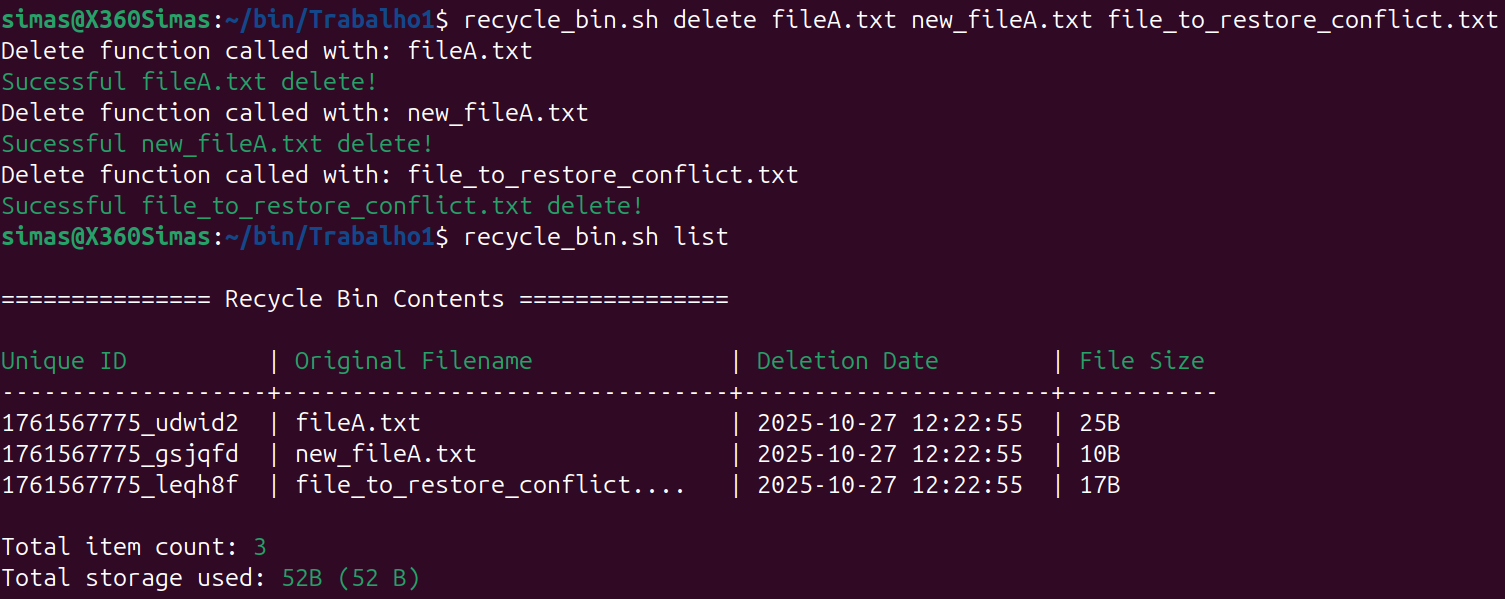 simas@X360Simas:~/bin/Trabalho1$ recycle_bin.sh delete fileA.txt new_fileA.txt file_to_restore_conflict.txt
Delete function called with: fileA.txt
Sucessful fileA.txt delete!
Delete function called with: new_fileA.txt
Sucessful new_fileA.txt delete!
Delete function called with: file_to_restore_conflict.txt
Sucessful file_to_restore_conflict.txt delete!
simas@X360Simas:~/bin/Trabalho1$ recycle_bin.sh list
=============== Recycle Bin Contents ===============
Unique ID          | Original Filename              | Deletion Date        | File Size
-------------------+--------------------------------+----------------------+-----------
1761567775_udwid2  | fileA.txt                      | 2025-10-27 12:22:55  | 25B
1761567775_gsjqfd  | new_fileA.txt                  | 2025-10-27 12:22:55  | 10B
1761567775_leqh8f  | file_to_restore_conflict....   | 2025-10-27 12:22:55  | 17B
Total item count: 3
Total storage used: 52B (52 B)